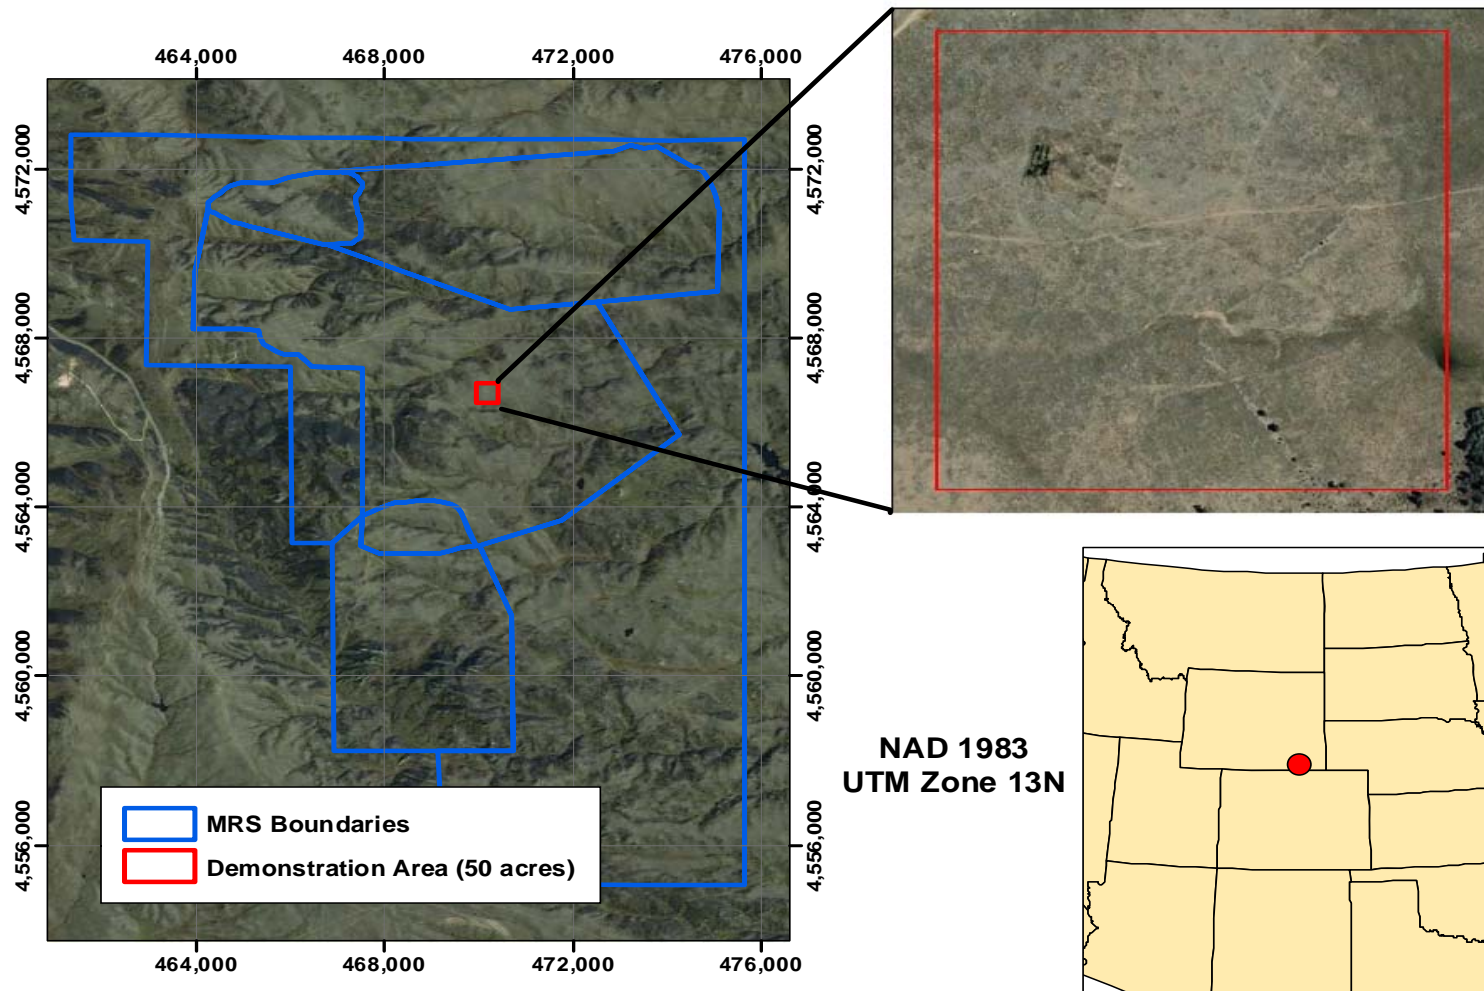 464,000 468,000 472,000 476,000
4,572,000 4,572,000
4,568,000 4,568,000
4,564,000 4,564,000
4,560,000 4,560,000
4,556,000 4,556,000
MRS Boundaries
Demonstration Area (50 acres)
464,000 468,000 472,000 476,000
NAD 1983
UTM Zone 13N